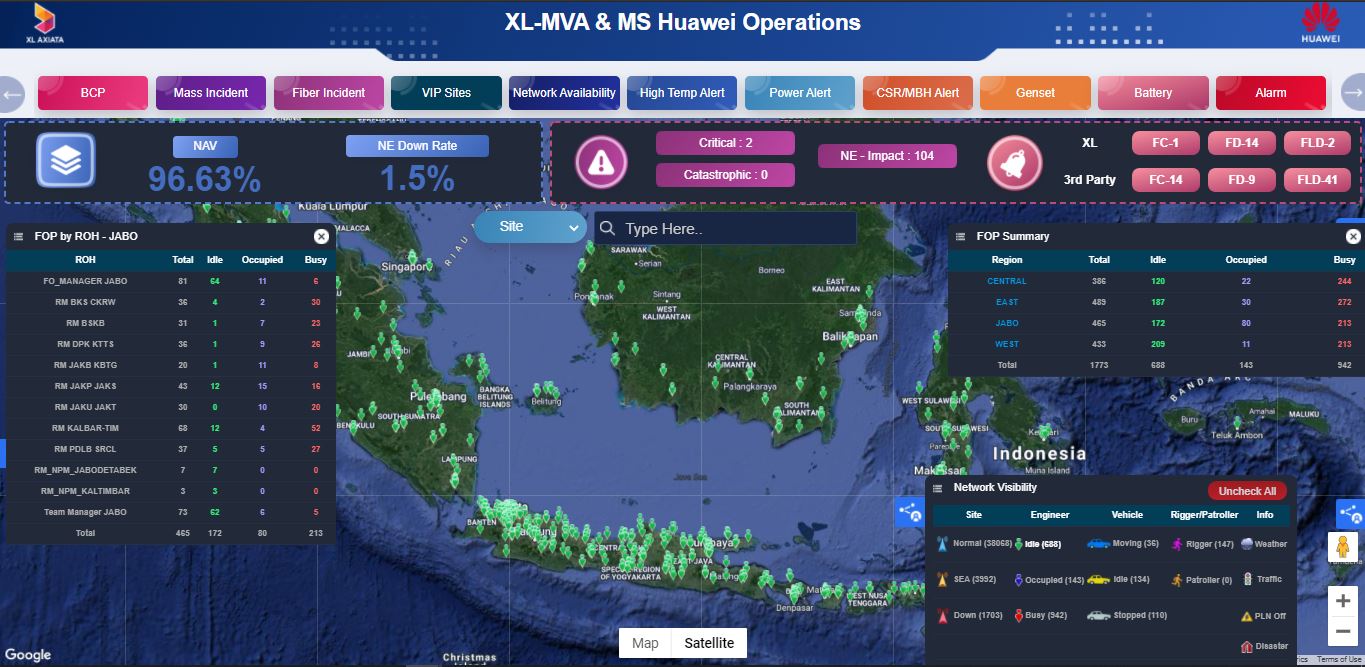 XL-MVA & MS Huawei Operations
XL AXIATA
HUAWEI
BCP
Mass Incident
Fiber Incident
VIP Sites
Network Availability
High Temp Alert
Power Alert
CSR/MBH Alert
Genset
Battery
Alarm
NAV
96.63%
NE Down Rate
1.5%
Critical : 2
Catastrophic : 0
NE - Impact : 104
XL FC-1 FD-14 FLD-2
3rd Party FC-14 FD-9 FLD-41
Site
Type Here..
FOP by ROH - JABO
ROH Total Idle Occupied Busy
FO_MANAGER JABO 81 64 11 6
RM BKS CKRW 36 4 2 30
RM BSKB 31 1 7 23
RM DPK KTTS 36 1 9 26
RM JAKB KBTG 20 1 11 8
RM JAKP JAKS 43 12 15 16
RM JAKU JAKT 30 0 10 20
RM KALBAR-TIM 68 12 4 52
RM PDLB SRCL 37 5 5 27
RM_NPM_JABODETABEK 7 7 0 0
RM_NPM_KALTIMBAR 3 3 0 0
Team Manager JABO 73 62 6 5
Total 465 172 80 213
FOP Summary
Region Total Idle Occupied Busy
CENTRAL 386 120 22 244
EAST 489 187 30 272
JABO 465 172 80 213
WEST 433 209 11 213
Total 1773 688 143 942
Kuala Lumpur
MALACCA
Singapore
RIAU
SARAWAK
Serian
Borneo
Pontianak
Sintang
WEST
KALIMANTAN
EAST
KALIMANTAN
Samarinda
Balikpapan
CENTRAL
KALIMANTAN
Palangkaraya
SOUTH
KALIMANTAN
JAMBI
Palembang
BANGKA
BELITUNG
ISLANDS
Belitung
SOUTH SUMATRA
BENGKULU
LAMPUNG
WEST SULAWESI
SOUTH SULAWESI
Parepare
Kendari
Makassar
Indonesia
Muna Island
BANDA ARC
Buru
Amahai
MALUKU
Teluk Ambon
Java Sea
BANTEN
Bandung
CENTRAL JAVA
SPECIAL REGION
OF YOGYAKARTA
Surabaya
EAST JAVA
Malang
Denpasar
Mataram
WEST NUSA
TENGGARA
Christmas
Island
Network Visibility
Uncheck All
Site Engineer Vehicle Rigger/Patroller Info
Normal (38068) Idle (688) Moving (36) Rigger (147) Weather
SEA (3992) Occupied (143) Idle (134) Patroller (0) Traffic
Down (1703) Busy (942) Stopped (110) PLN Off
Disaster
Map
Satellite
Google
Terms of Use